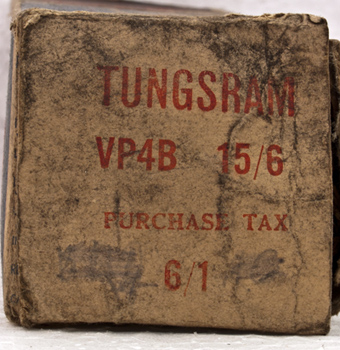 TUNGSRAM
VP4B 15/6
PURCHASE TAX
6/1